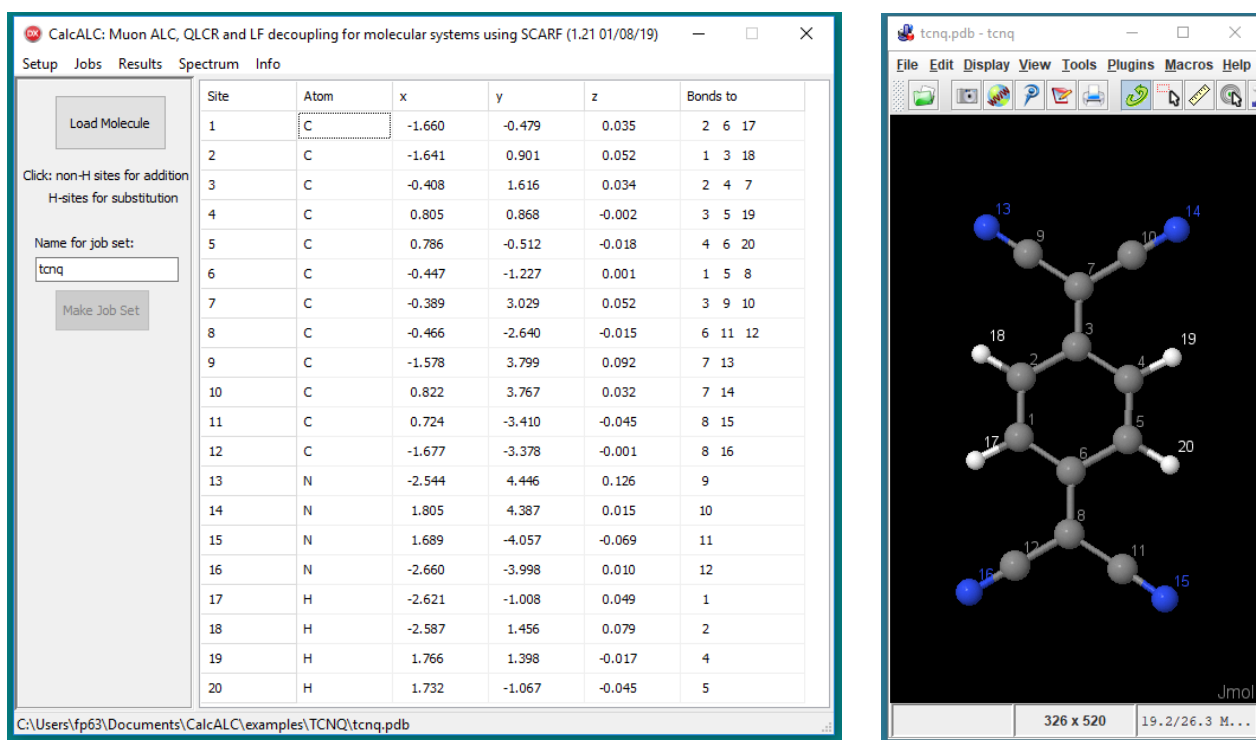 CalcALC: Muon ALC, QLCR and LF decoupling for molecular systems using SCARF (1.21 01/08/19)
Setup Jobs Results Spectrum Info
Load Molecule
Click: non-H sites for addition
H-sites for substitution
Name for job set:
tcnq
Make Job Set
Site Atom x y z Bonds to
1 C -1.660 -0.479 0.035 2 6 17
2 C -1.641 0.901 0.052 1 3 18
3 C -0.408 1.616 0.034 2 4 7
4 C 0.805 0.868 -0.002 3 5 19
5 C 0.786 -0.512 -0.018 4 6 20
6 C -0.447 -1.227 0.001 1 5 8
7 C -0.389 3.029 0.052 3 9 10
8 C -0.466 -2.640 -0.015 6 11 12
9 C -1.578 3.799 0.092 7 13
10 C 0.822 3.767 0.032 7 14
11 C 0.724 -3.410 -0.045 8 15
12 C -1.677 -3.378 -0.001 8 16
13 N -2.544 4.446 0.126 9
14 N 1.805 4.387 0.015 10
15 N 1.689 -4.057 -0.069 11
16 N -2.660 -3.998 0.010 12
17 H -2.621 -1.008 0.049 1
18 H -2.587 1.456 0.079 2
19 H 1.766 1.398 -0.017 4
20 H 1.732 -1.067 -0.045 5
C:\Users\fp63\Documents\CalcALC\examples\TCNQ\tcnq.pdb
tcnq.pdb - tcnq
File Edit Display View Tools Plugins Macros Help
13 14
9 10
7
3
18 19
2 4
1 5
17 20
6
8
12 11
16 15
Jmol
326 x 520 19.2/26.3 M...